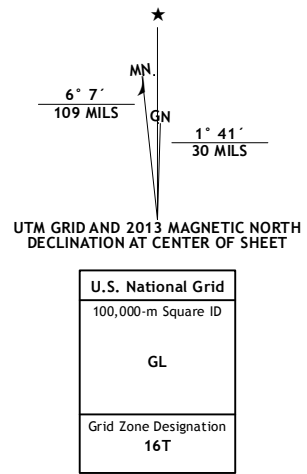 ★
MN.
6° 7´
109 MILS
GN
1° 41´
30 MILS
UTM GRID AND 2013 MAGNETIC NORTH
DECLINATION AT CENTER OF SHEET
U.S. National Grid
100,000-m Square ID
GL
Grid Zone Designation
16T